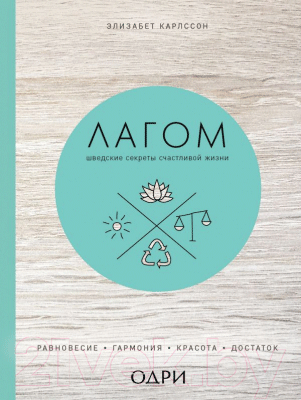 ЭЛИЗАБЕТ КАРЛССОН
ЛАГОМ
шведские секреты счастливой жизни
РАВНОВЕСИЕ • ГАРМОНИЯ • КРАСОТА • ДОСТАТОК
ОДРИ